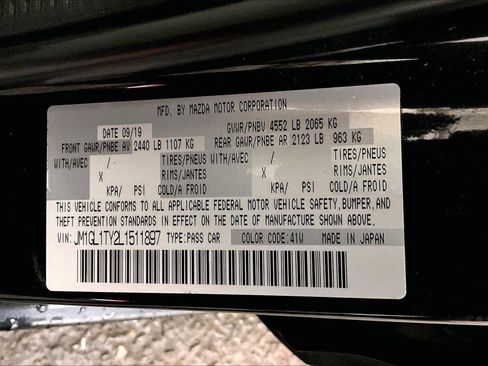 MFD. BY MAZDA MOTOR CORPORATION
DATE 09/19 GVWR/PNBV 4552 LB 2065 KG
FRONT GAWR/PNBE AV 2440 LB 1107 KG REAR GAWR/PNBE AR 2123 LB 963 KG
WITH/AVEC / - TIRES/PNEUS WITH/AVEC / - TIRES/PNEUS
X RIMS/JANTES X RIMS/JANTES
KPA/ PSI COLD/A FROID KPA/ PSI COLD/A FROID
THIS VEHICLE CONFORMS TO ALL APPLICABLE FEDERAL MOTOR VEHICLE SAFETY, BUMPER, AND
THEFT PREVENTION STANDARDS IN EFFECT ON THE DATE OF MANUFACTURE SHOWN ABOVE.
VIN: JM1GL1TY2L1511897 TYPE:PASS CAR COLOR CODE:41W MADE IN JAPAN